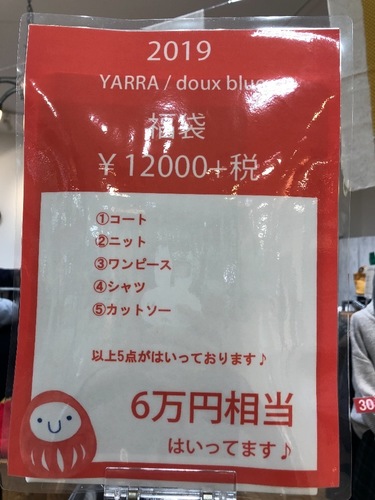 2019
YARRA / doux bleu
福袋
￥12000+税
①コート
②ニット
③ワンピース
④シャツ
⑤カットソー
以上5点がはいっております♪
6万円相当
はいってます♪
30